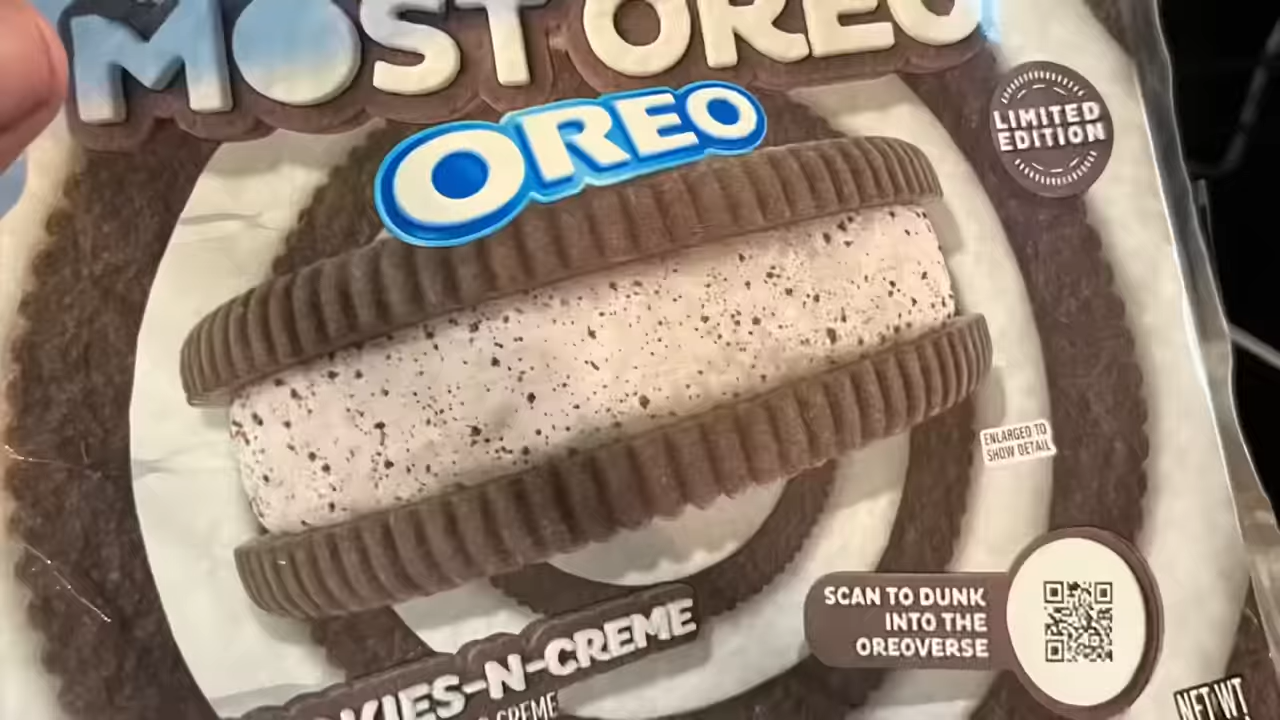 MOST OREO
OREO
LIMITED
EDITION
ENLARGED TO
SHOW DETAIL
SCAN TO DUNK
INTO THE
OREOVERSE
KIES-N-CREME
CREME
NET WT